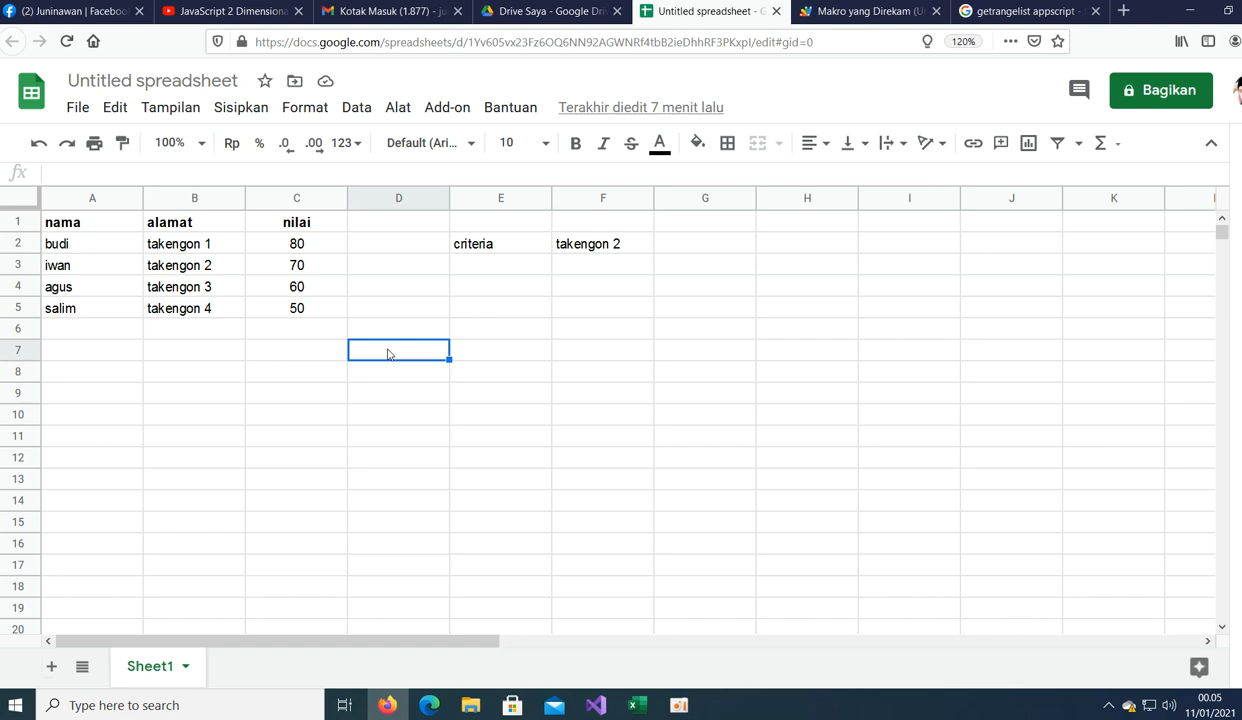 (2) Juninawan | Facebo
JavaScript 2 Dimensiona
Kotak Masuk (1.877) - ju
Drive Saya - Google Dri
Untitled spreadsheet - G
Makro yang Direkam (U
getrangelist appscript -
https://docs.google.com/spreadsheets/d/1Yv605vx23Fz6OQ6NN92AGWNRf4tbB2ieDhhRF3PKxpI/edit#gid=0
120%
Untitled spreadsheet
File Edit Tampilan Sisipkan Format Data Alat Add-on Bantuan Terakhir diedit 7 menit lalu
Bagikan
100% Rp % .0 .00 123 Default (Ari... 10 B I S A
fx
A B C D E F G H I J K
1 nama alamat nilai
2 budi takengon 1 80 criteria takengon 2
3 iwan takengon 2 70
4 agus takengon 3 60
5 salim takengon 4 50
6
7
8
9
10
11
12
13
14
15
16
17
18
19
20
Sheet1
Type here to search
00.05
11/01/2021